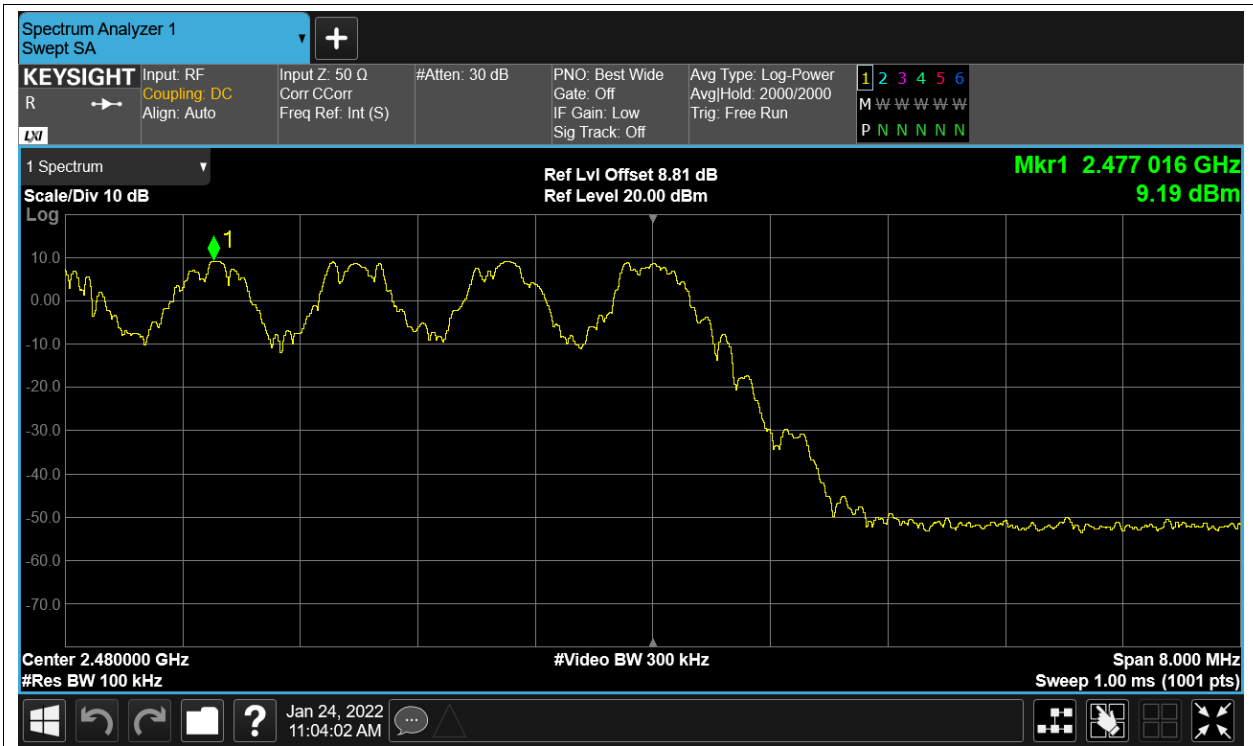 Spectrum Analyzer 1
Swept SA
KEYSIGHT
R
LXI
Input: RF
Coupling: DC
Align: Auto
Input Z: 50 Ω
Corr CCorr
Freq Ref: Int (S)
#Atten: 30 dB
PNO: Best Wide
Gate: Off
IF Gain: Low
Sig Track: Off
Avg Type: Log-Power
Avg|Hold: 2000/2000
Trig: Free Run
1 2 3 4 5 6
M W W W W W
P N N N N N
1 Spectrum
Scale/Div 10 dB
Log
Ref Lvl Offset 8.81 dB
Ref Level 20.00 dBm
Mkr1 2.477 016 GHz
9.19 dBm
1
10.0
0.00
-10.0
-20.0
-30.0
-40.0
-50.0
-60.0
-70.0
Center 2.480000 GHz
#Video BW 300 kHz
Span 8.000 MHz
#Res BW 100 kHz
Sweep 1.00 ms (1001 pts)
?
Jan 24, 2022
11:04:02 AM